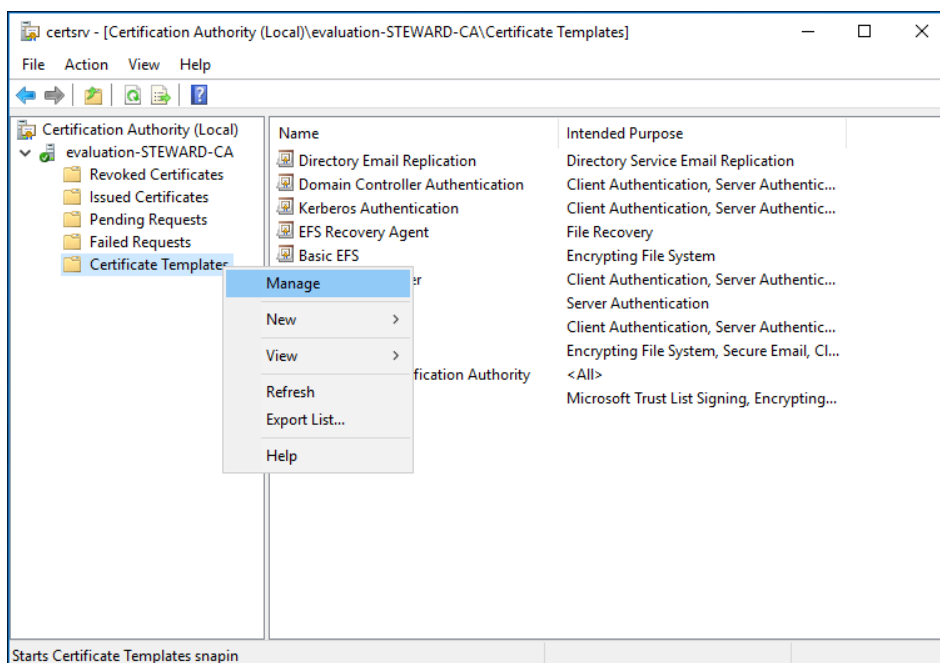 certsrv - [Certification Authority (Local)\evaluation-STEWARD-CA\Certificate Templates]
File Action View Help
Certification Authority (Local)
evaluation-STEWARD-CA
Revoked Certificates
Issued Certificates
Pending Requests
Failed Requests
Certificate Templates
Name Intended Purpose
Directory Email Replication Directory Service Email Replication
Domain Controller Authentication Client Authentication, Server Authentic...
Kerberos Authentication Client Authentication, Server Authentic...
EFS Recovery Agent File Recovery
Basic EFS Encrypting File System
Client Authentication, Server Authentic...
Server Authentication
Client Authentication, Server Authentic...
Encrypting File System, Secure Email, Cl...
fication Authority <All>
Microsoft Trust List Signing, Encrypting...
Manage
New
View
Refresh
Export List...
Help
Starts Certificate Templates snapin